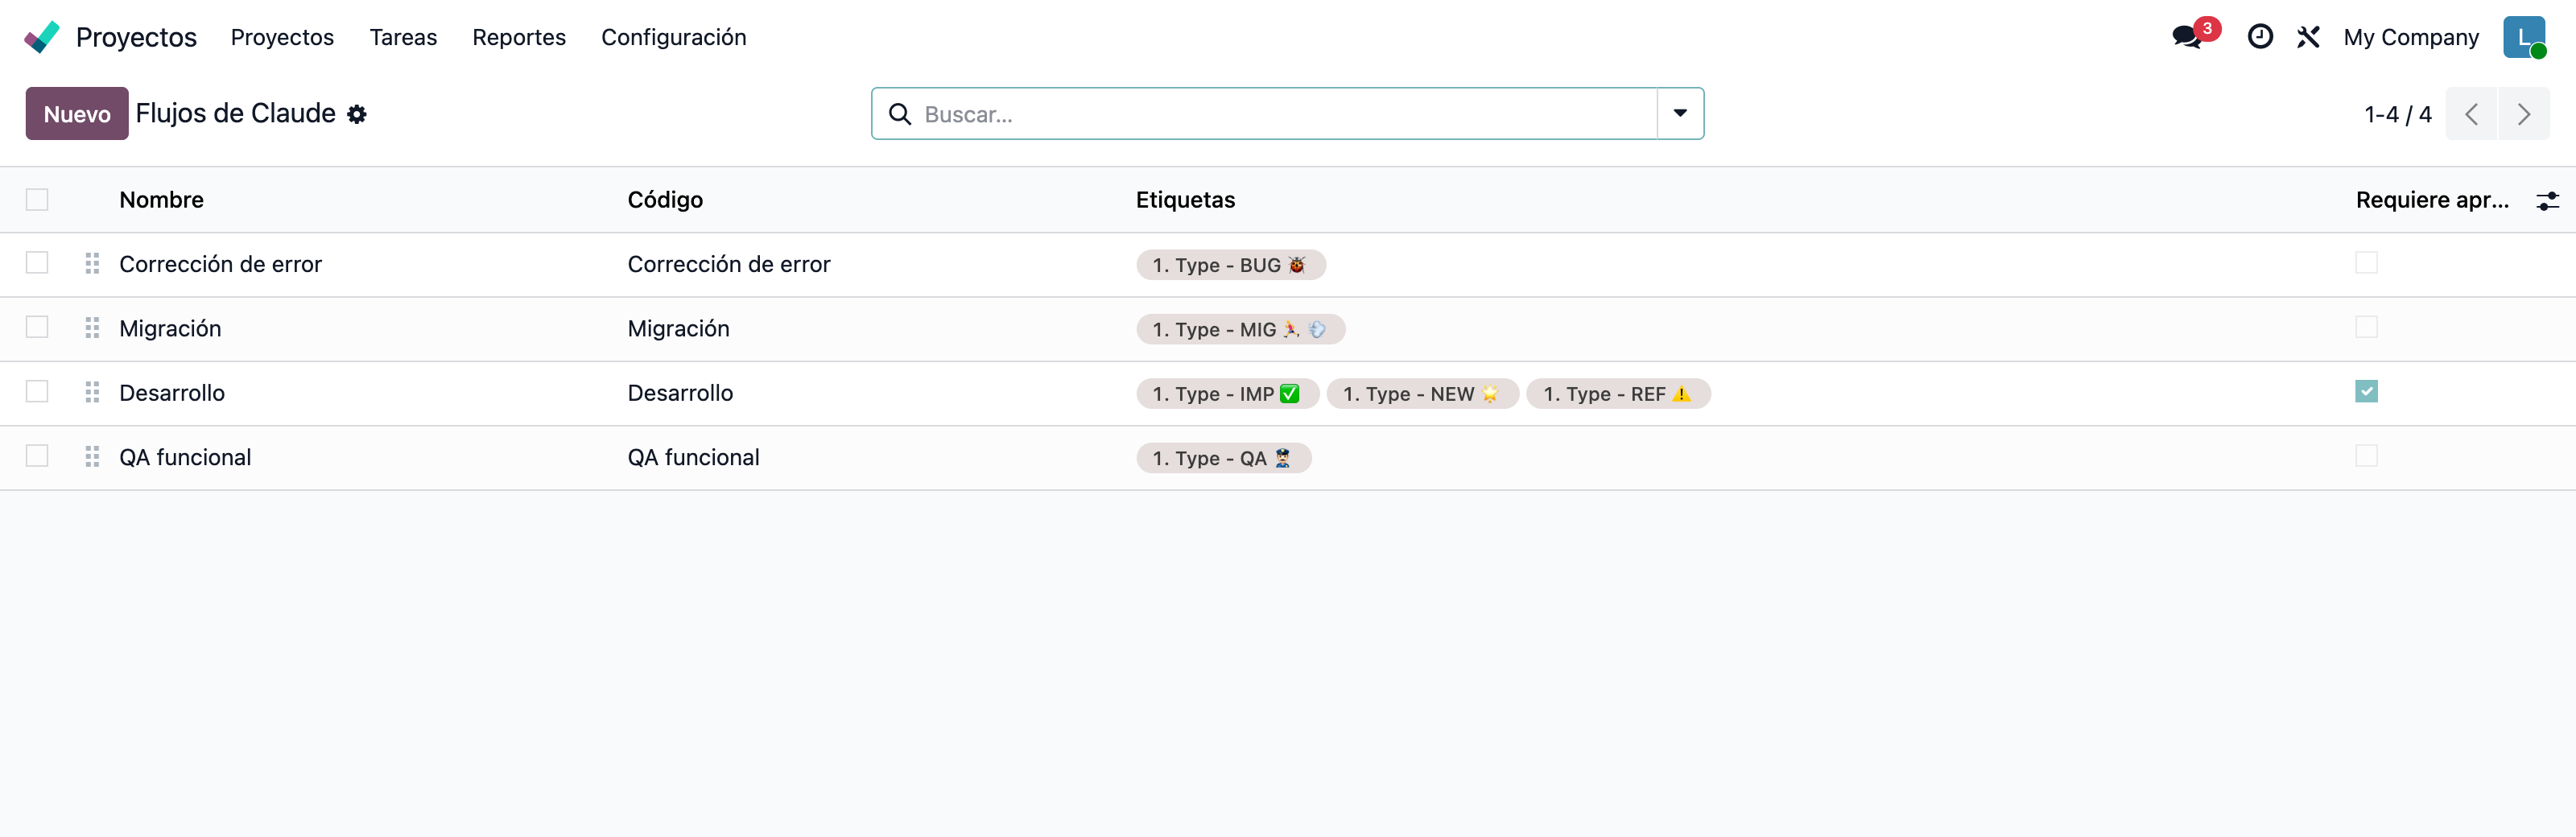 Proyectos Proyectos Tareas Reportes Configuración 3 My Company L
Nuevo Flujos de Claude Buscar... 1-4 / 4
Nombre Código Etiquetas Requiere apr...
Corrección de error Corrección de error 1. Type - BUG 🐞
Migración Migración 1. Type - MIG 🏃 💨
Desarrollo Desarrollo 1. Type - IMP ✅ 1. Type - NEW 🌟 1. Type - REF ⚠️
QA funcional QA funcional 1. Type - QA 👮